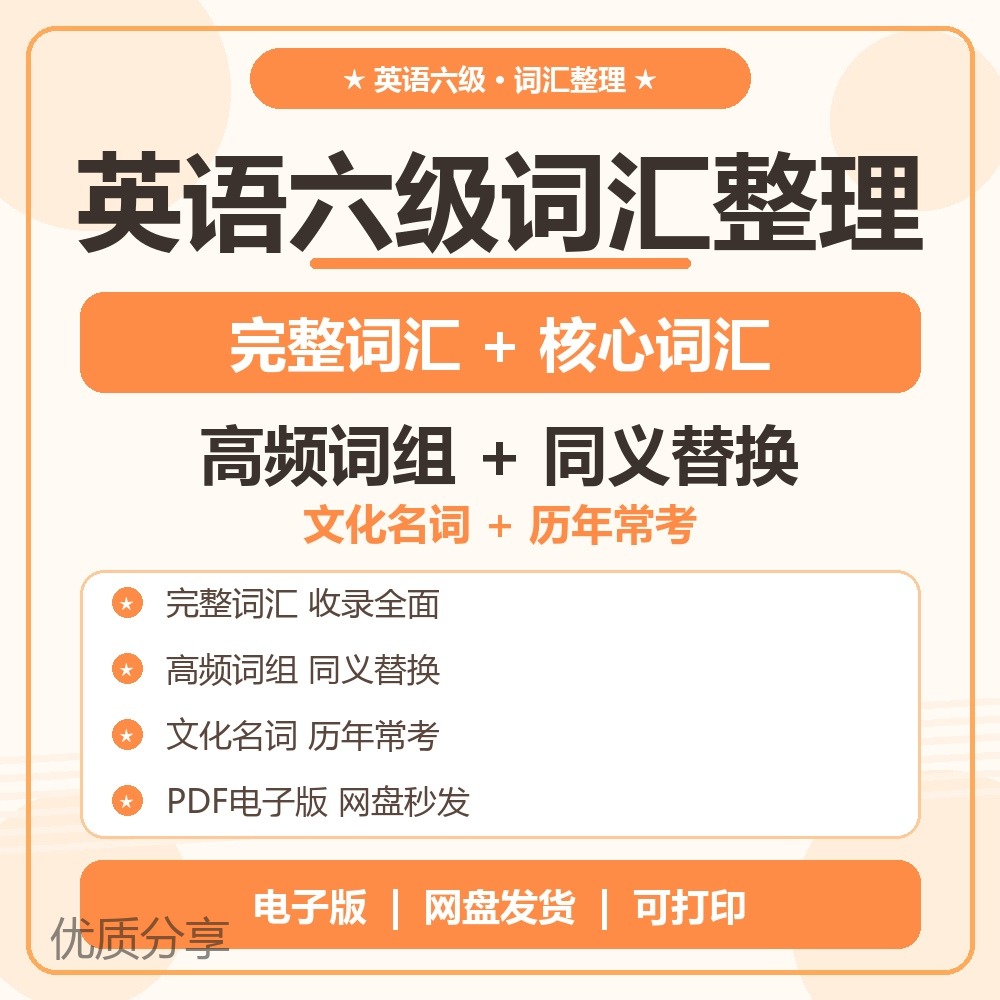 ★ 英语六级·词汇整理 ★
英语六级词汇整理
完整词汇 + 核心词汇
高频词组 + 同义替换
文化名词 + 历年常考
★ 完整词汇 收录全面
★ 高频词组 同义替换
★ 文化名词 历年常考
★ PDF电子版 网盘秒发
电子版 | 网盘发货 | 可打印
优质分享